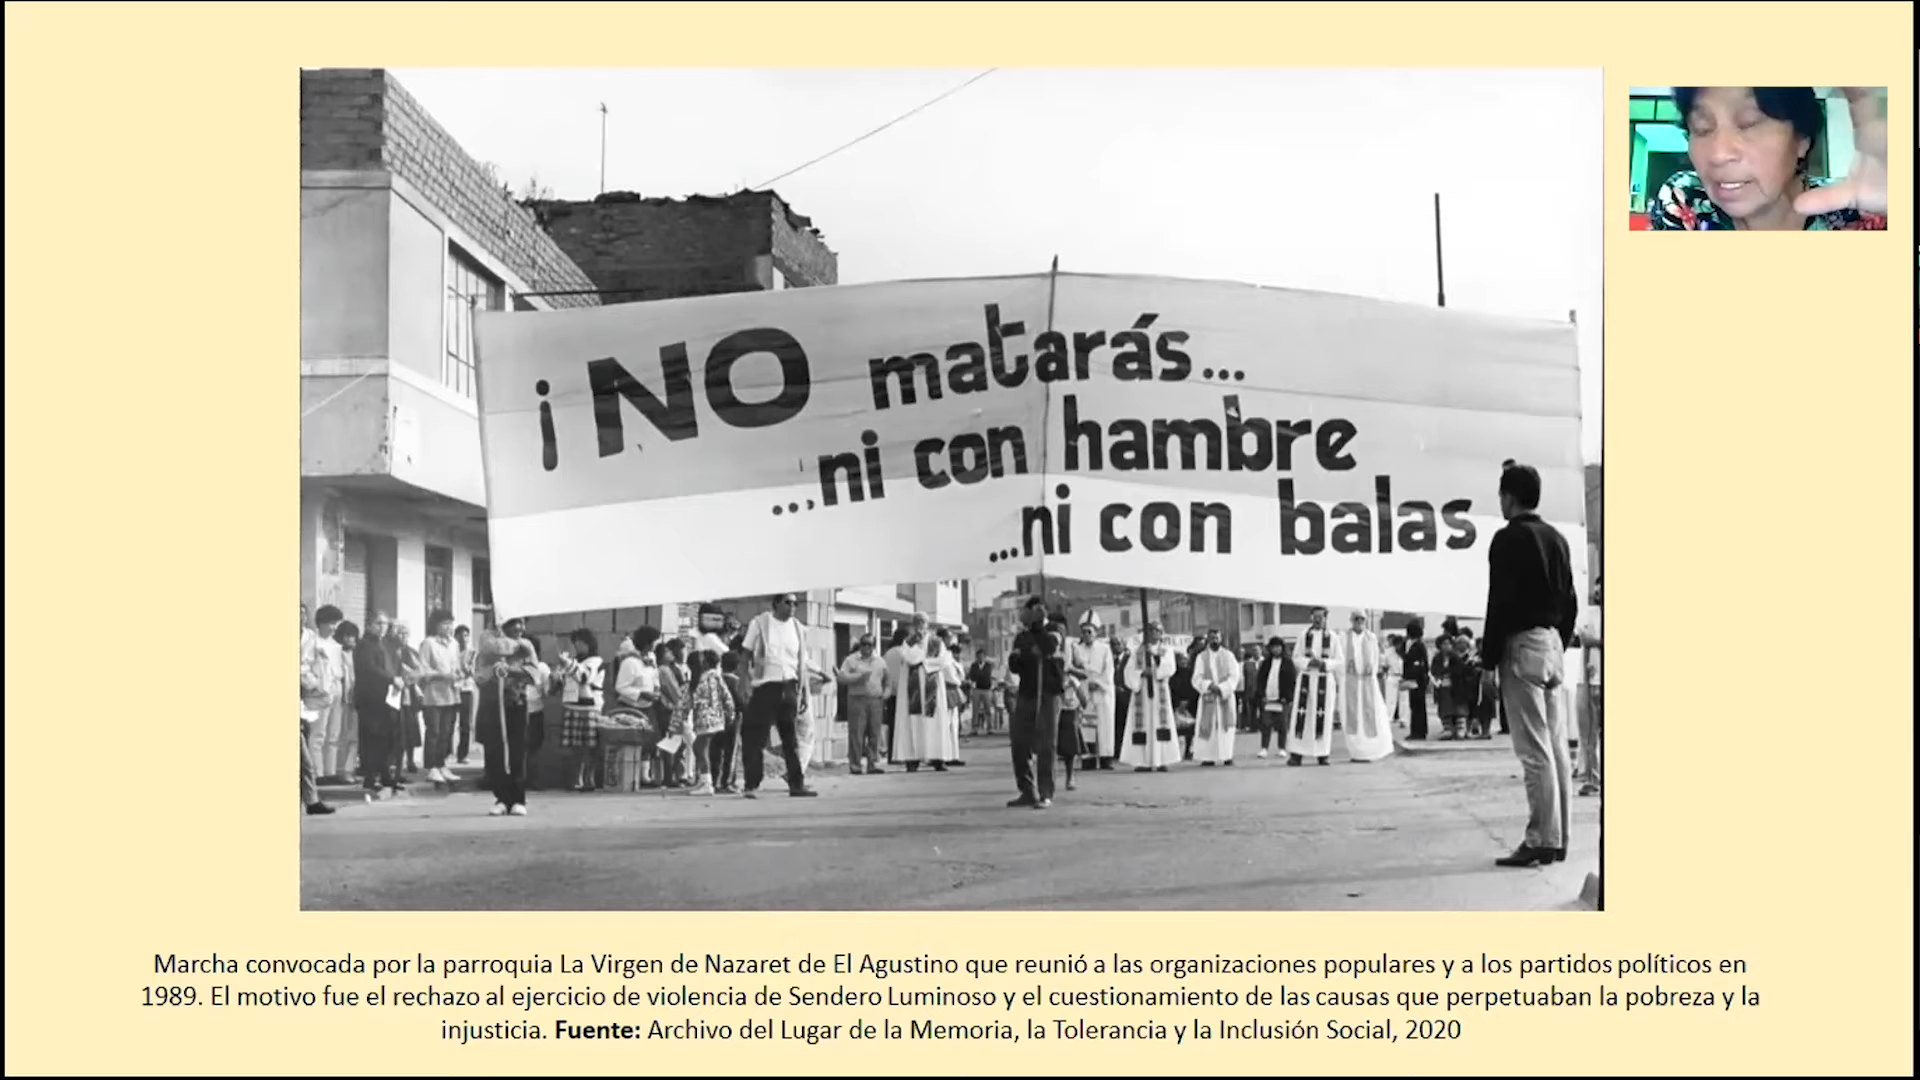 ¡NO matarás...
...ni con hambre
...ni con balas
Marcha convocada por la parroquia La Virgen de Nazaret de El Agustino que reunió a las organizaciones populares y a los partidos políticos en
1989. El motivo fue el rechazo al ejercicio de violencia de Sendero Luminoso y el cuestionamiento de las causas que perpetuaban la pobreza y la
injusticia. Fuente: Archivo del Lugar de la Memoria, la Tolerancia y la Inclusión Social, 2020